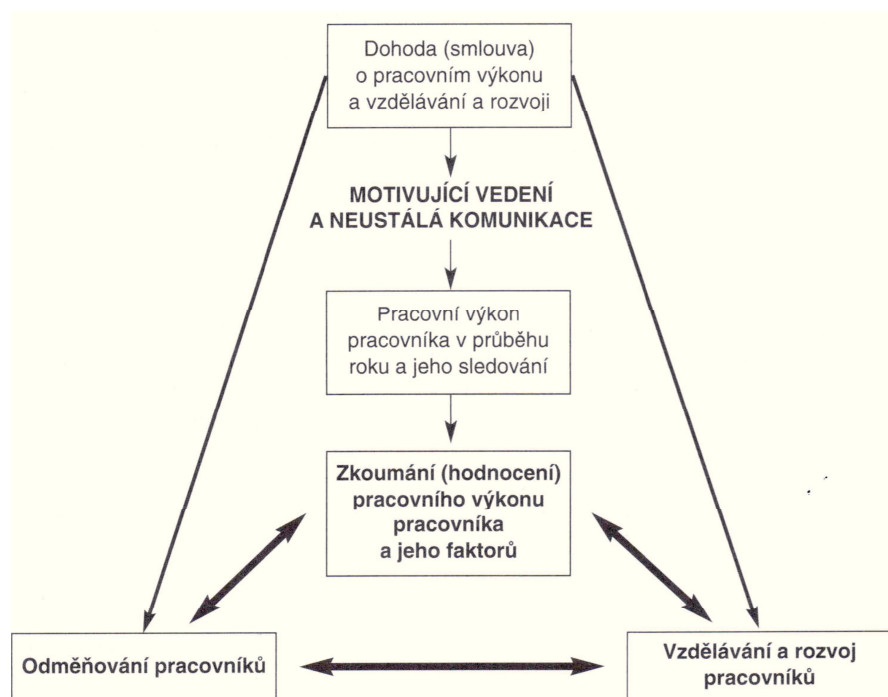 Dohoda (smlouva)
o pracovním výkonu
a vzdělávání a rozvoji
MOTIVUJÍCÍ VEDENÍ
A NEUSTÁLÁ KOMUNIKACE
Pracovní výkon
pracovníka v průběhu
roku a jeho sledování
Zkoumání (hodnocení)
pracovního výkonu
pracovníka
a jeho faktorů
Odměňování pracovníků
Vzdělávání a rozvoj
pracovníků